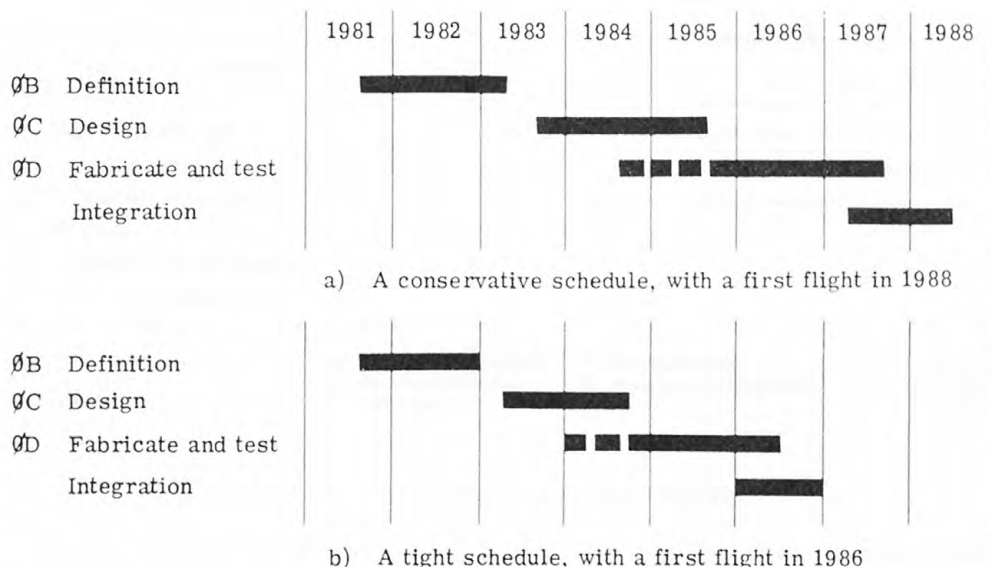 1981 1982 1983 1984 1985 1986 1987 1988
ØB Definition
ØC Design
ØD Fabricate and test
Integration
a) A conservative schedule, with a first flight in 1988
ØB Definition
ØC Design
ØD Fabricate and test
Integration
b) A tight schedule, with a first flight in 1986